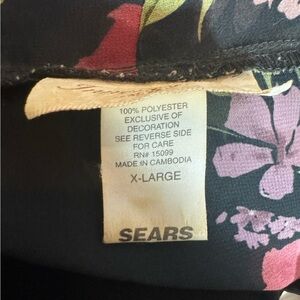 100% POLYESTER
EXCLUSIVE OF
DECORATION
SEE REVERSE SIDE
FOR CARE
RN# 15099
MADE IN CAMBODIA
X-LARGE
SEARS